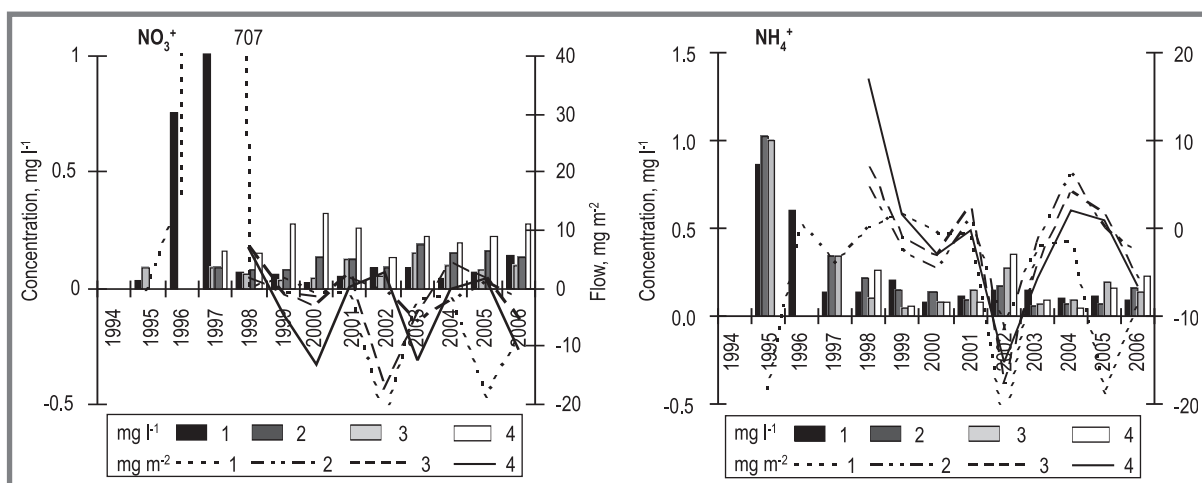 NO₃⁺ 707
Concentration, mg l⁻¹
1
0.5
0
-0.5
1994 1995 1996 1997 1998 1999 2000 2001 2002 2003 2004 2005 2006
40
30
20
10
0
-10
-20
Flow, mg m⁻²
mg l⁻¹ 1 2 3 4
mg m⁻² 1 2 3 4
NH₄⁺
Concentration, mg l⁻¹
1.5
1.0
0.5
0.0
-0.5
1994 1995 1996 1997 1998 1999 2000 2001 2002 2003 2004 2005 2006
20
10
0
-10
-20
mg l⁻¹ 1 2 3 4
mg m⁻² 1 2 3 4